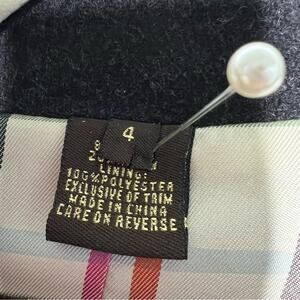 4
LINING:
100% POLYESTER
EXCLUSIVE OF TRIM
MADE IN CHINA
CARE ON REVERSE